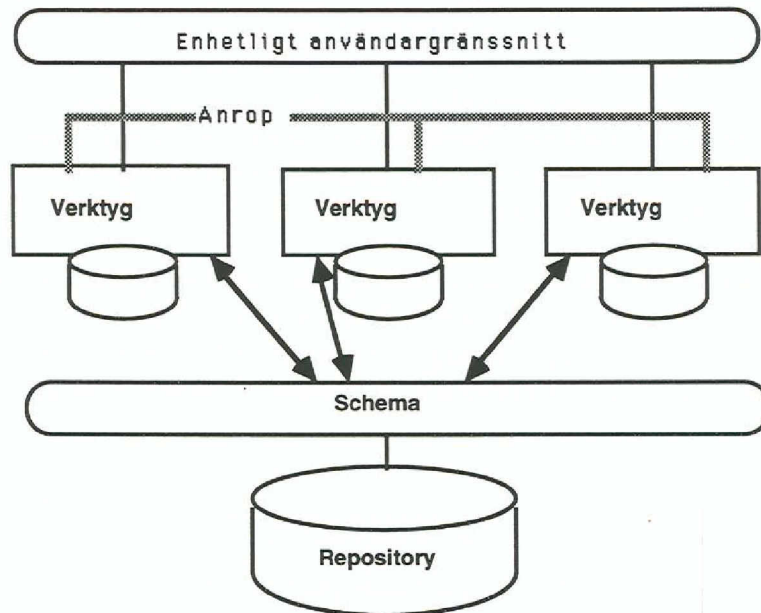 Enhetligt användargränssnitt
Anrop
Verktyg
Verktyg
Verktyg
Schema
Repository